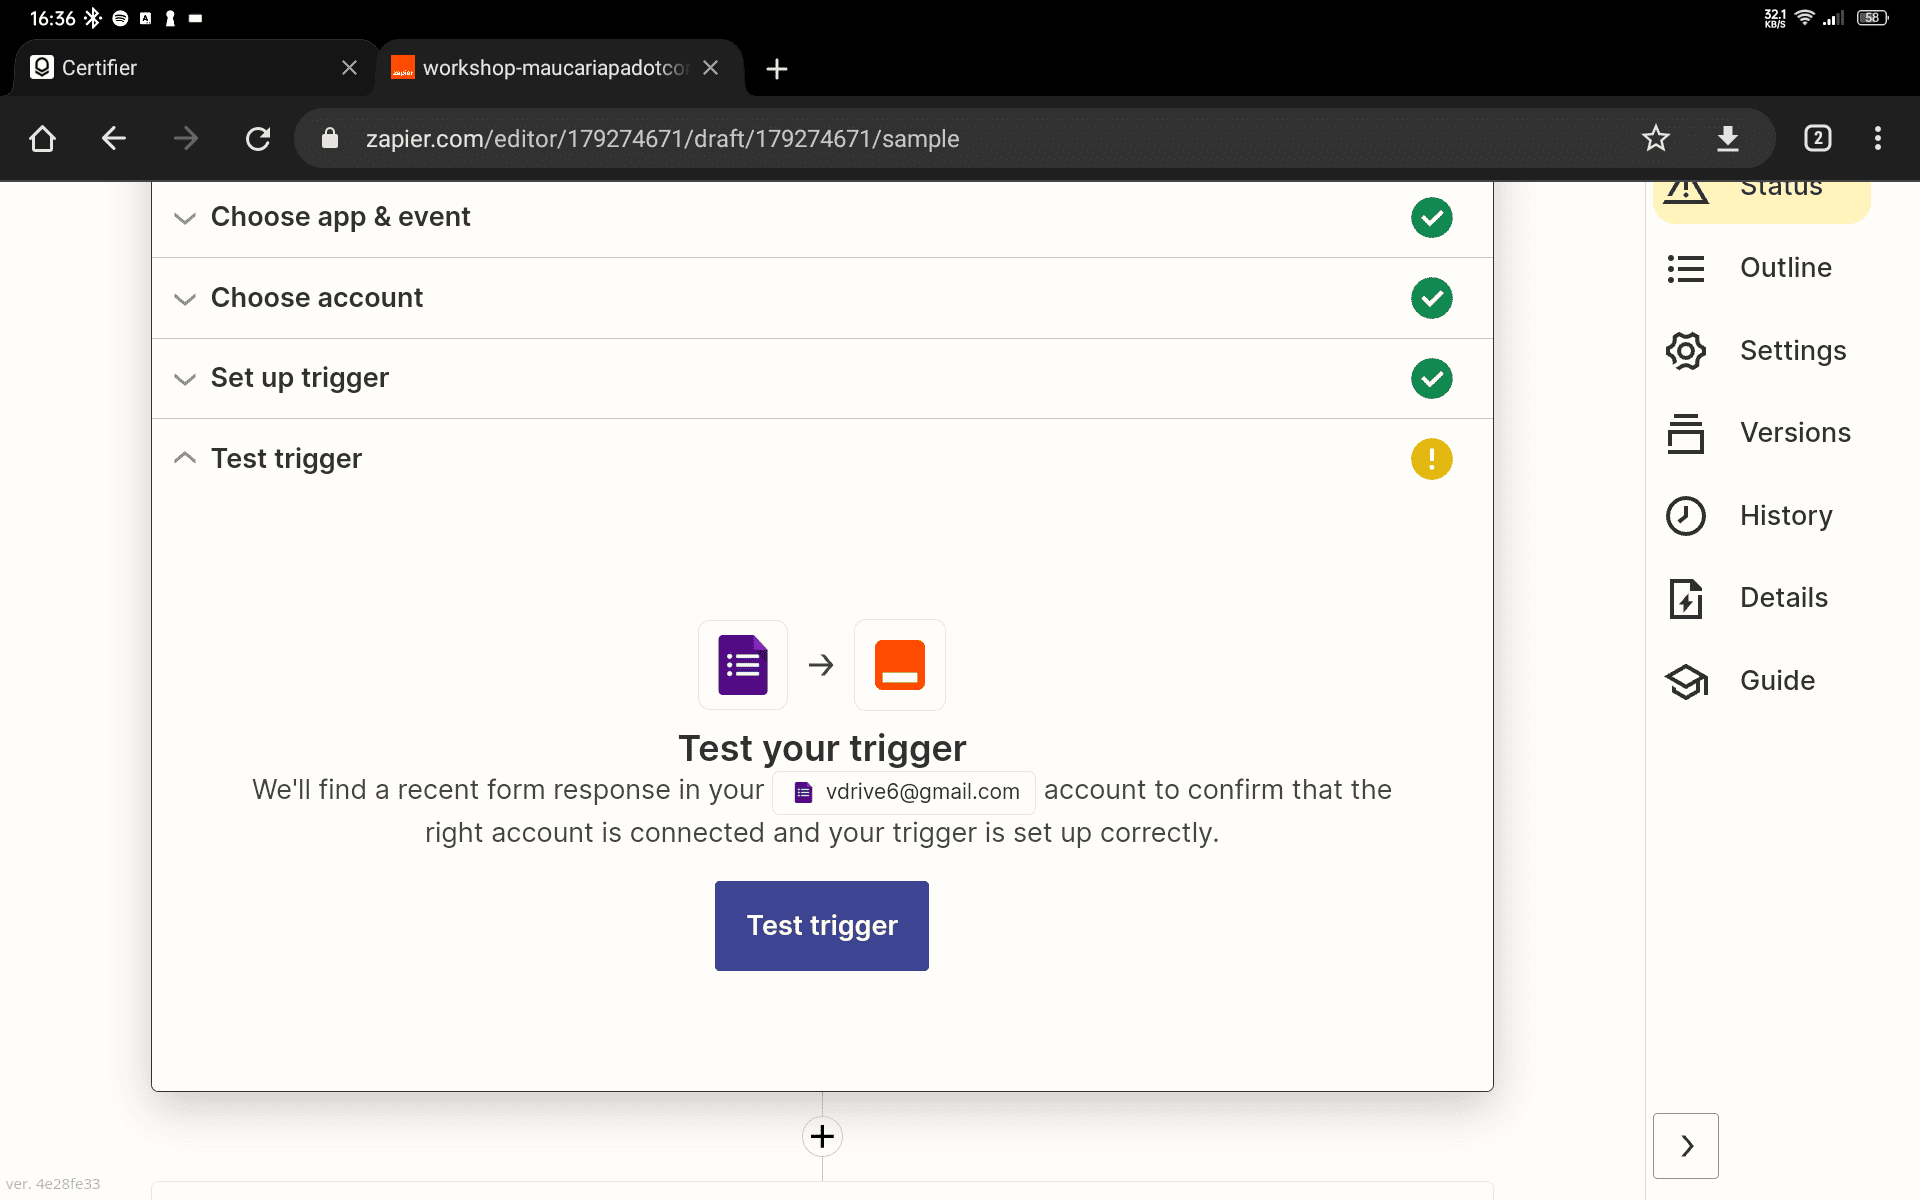 16:36
32.1
KB/S
58
Certifier
workshop-maucariapadotco
zapier.com/editor/179274671/draft/179274671/sample
2
Choose app & event
Choose account
Set up trigger
Test trigger
Test your trigger
We'll find a recent form response in your vdrive6@gmail.com account to confirm that the
right account is connected and your trigger is set up correctly.
Test trigger
Status
Outline
Settings
Versions
History
Details
Guide
ver. 4e28fe33